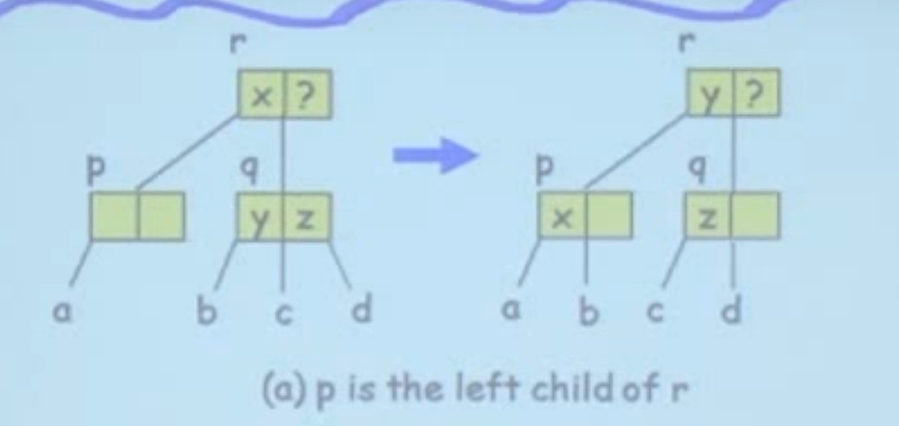 r r
x ? y ?
p q p q
y z x z
a b c d a b c d
(a) p is the left child of r